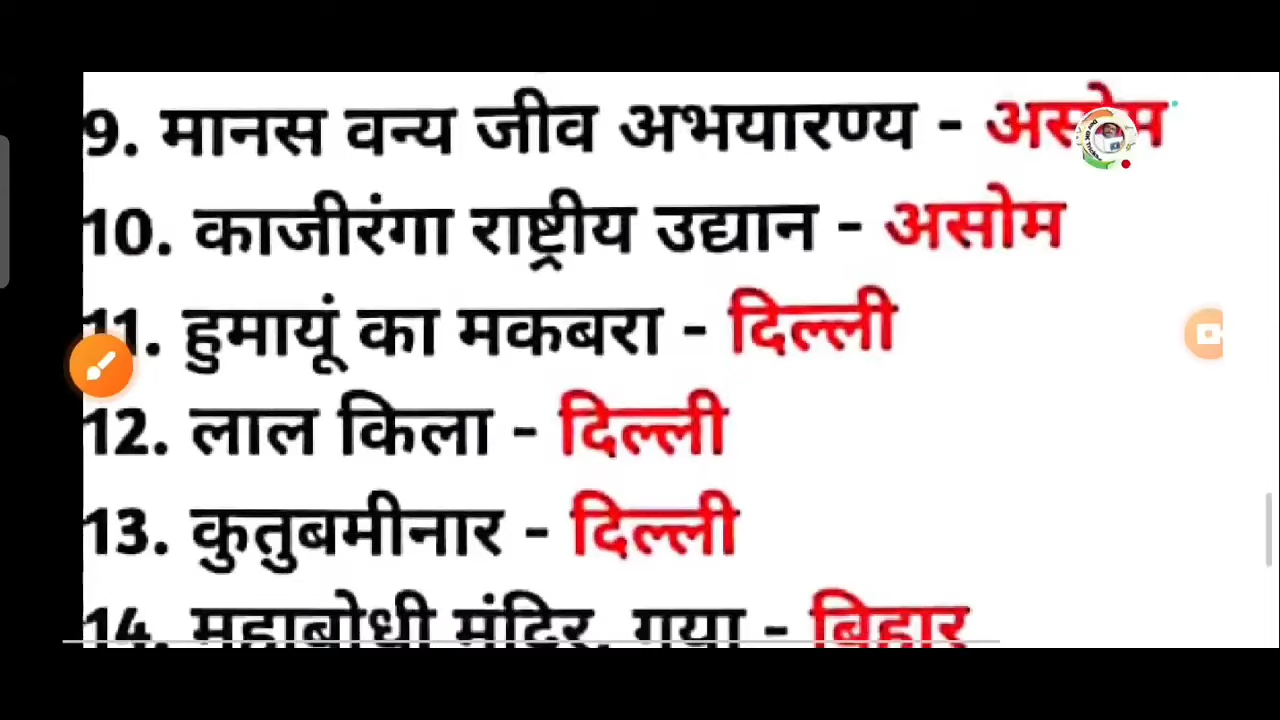 9. मानस वन्य जीव अभयारण्य - असोम
10. काजीरंगा राष्ट्रीय उद्यान - असोम
11. हुमायूं का मकबरा - दिल्ली
12. लाल किला - दिल्ली
13. कुतुबमीनार - दिल्ली
14. महाबोधी मंदिर, गया - बिहार